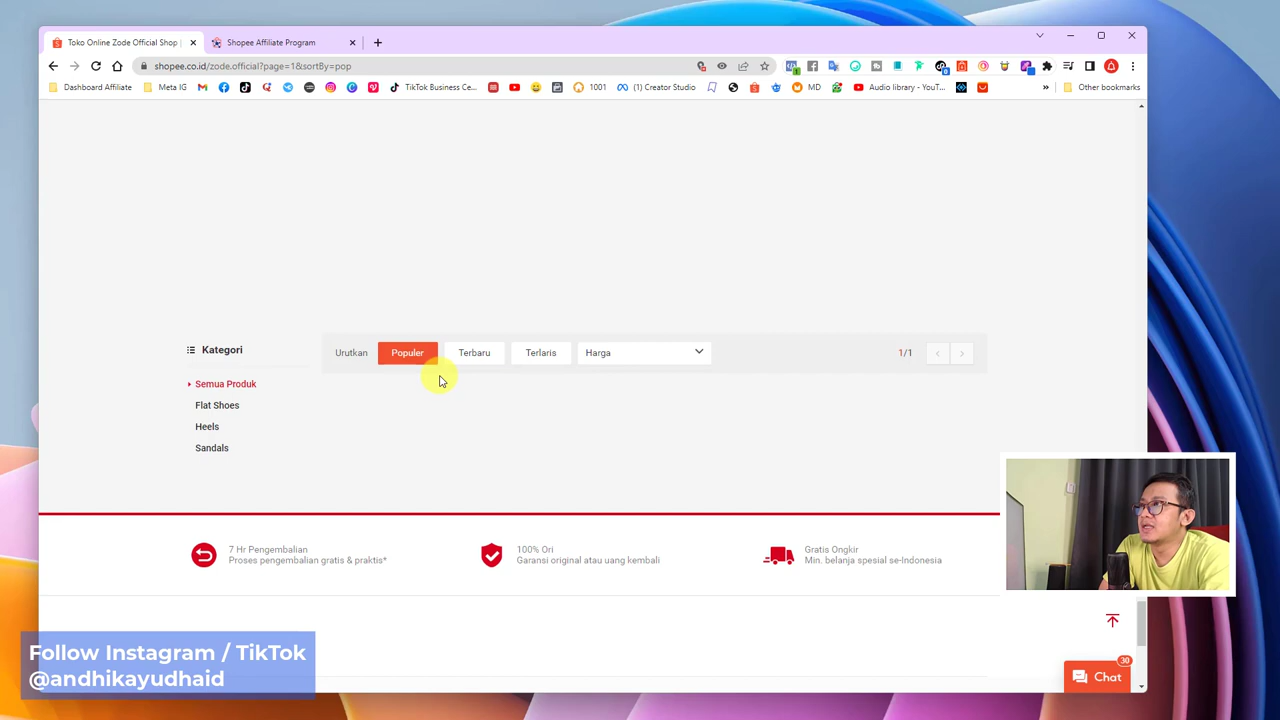 Toko Online Zode Official Shop
Shopee Affiliate Program
shopee.co.id/zode.official?page=1&sortBy=pop
Dashboard Affiliate
Meta IG
TikTok Business Ce...
1001
(1) Creator Studio
MD
Audio library - YouT...
»
Other bookmarks
Kategori
Semua Produk
Flat Shoes
Heels
Sandals
Urutkan
Populer
Terbaru
Terlaris
Harga
1/1
7 Hr Pengembalian
Proses pengembalian gratis & praktis*
100% Ori
Garansi original atau uang kembali
Gratis Ongkir
Min. belanja spesial se-Indonesia
30
Chat
Follow Instagram / TikTok
@andhikayudhaid